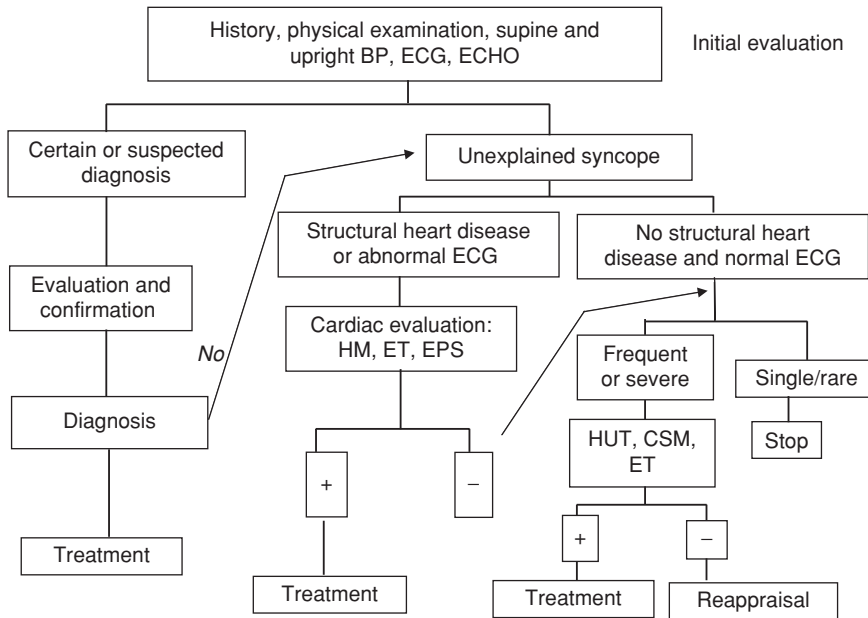 History, physical examination, supine and
upright BP, ECG, ECHO
Initial evaluation
Certain or suspected
diagnosis
Unexplained syncope
Structural heart disease
or abnormal ECG
No structural heart
disease and normal ECG
Evaluation and
confirmation
No
Cardiac evaluation:
HM, ET, EPS
Frequent
or severe
Single/rare
Diagnosis
HUT, CSM,
ET
Stop
+
−
+
−
Treatment
Treatment
Treatment
Reappraisal